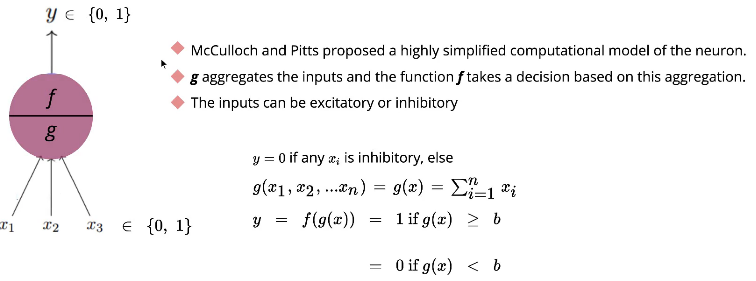 y ∈ {0, 1}
McCulloch and Pitts proposed a highly simplified computational model of the neuron.
g aggregates the inputs and the function f takes a decision based on this aggregation.
The inputs can be excitatory or inhibitory
f
g
y = 0 if any xᵢ is inhibitory, else
g(x₁, x₂, ...xₙ) = g(x) = ∑ⁿᵢ₌₁ xᵢ
x₁ x₂ x₃ ∈ {0, 1}
y = f(g(x)) = 1 if g(x) ≥ b
= 0 if g(x) < b